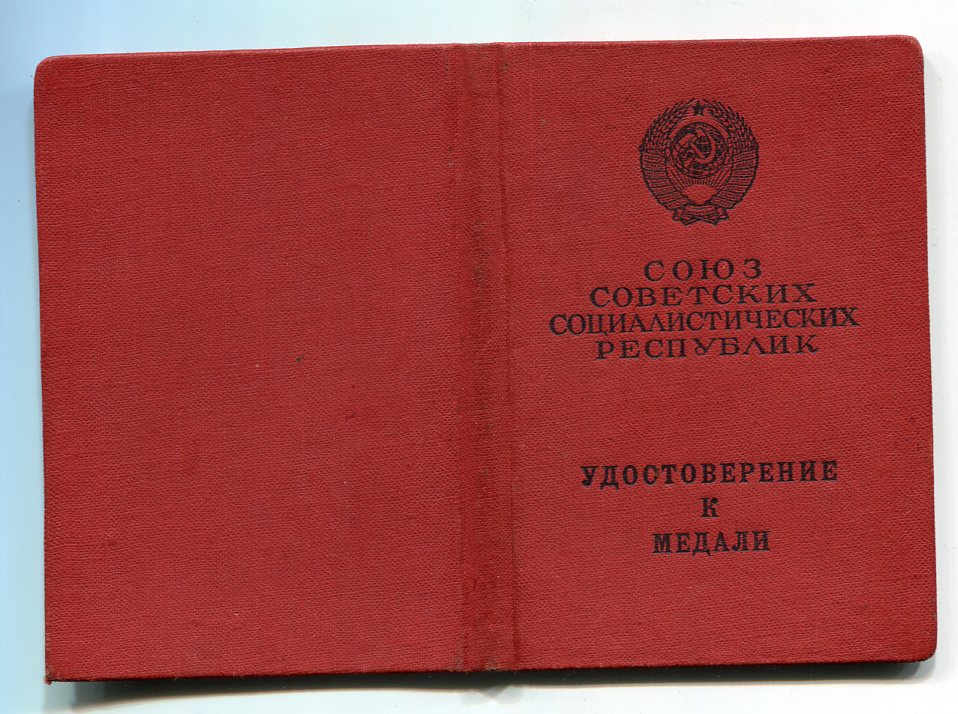 СОЮЗ
СОВЕТСКИХ
СОЦИАЛИСТИЧЕСКИХ
РЕСПУБЛИК
УДОСТОВЕРЕНИЕ
К
МЕДАЛИ